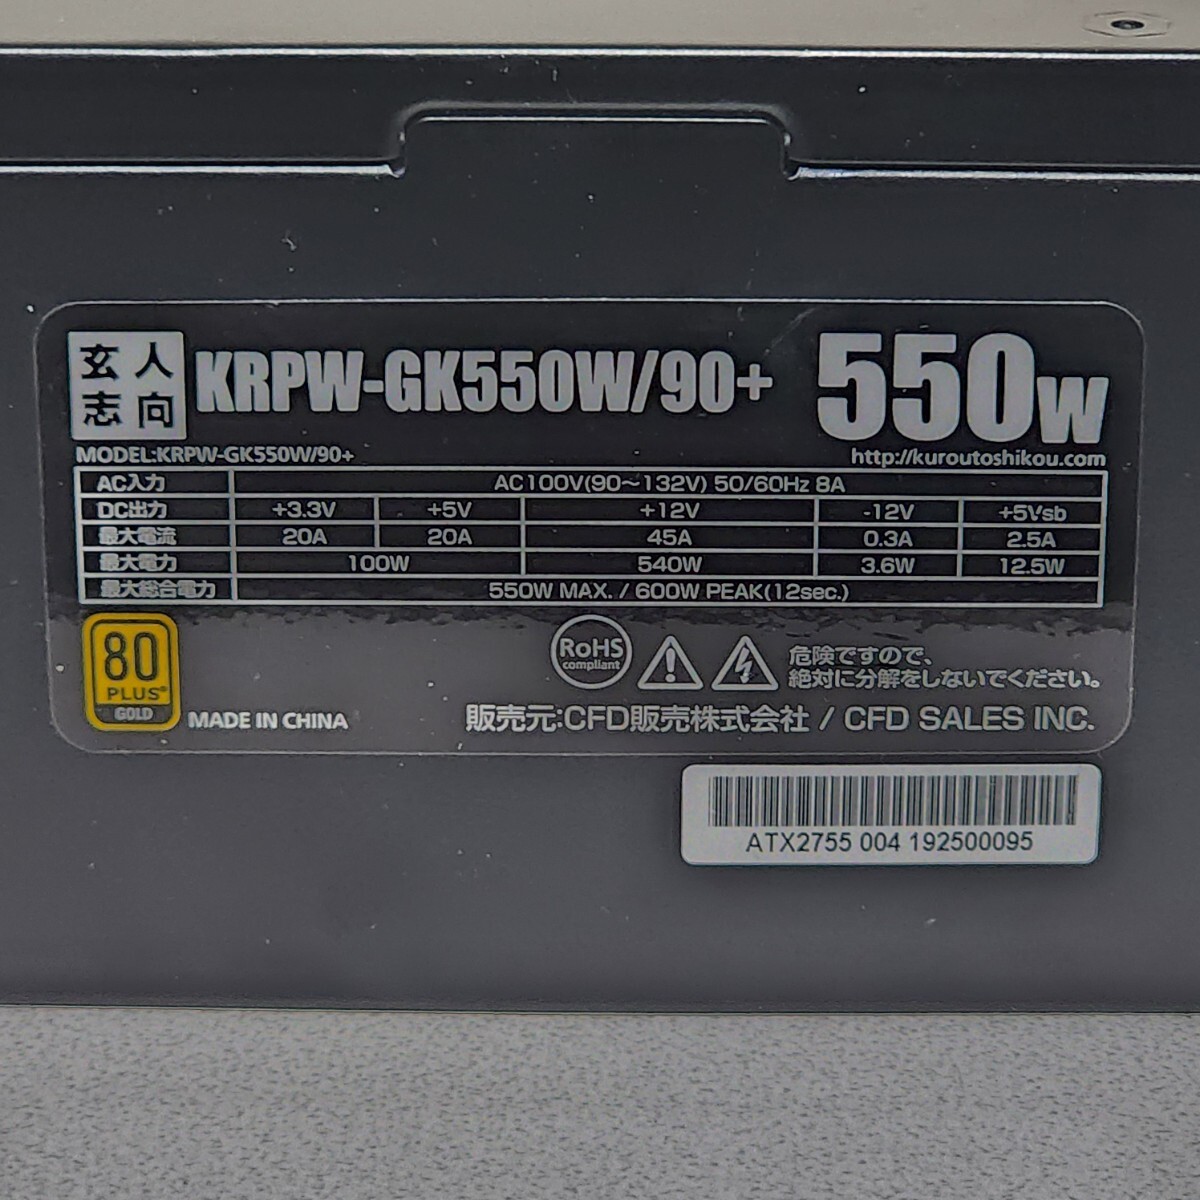 玄人志向 KRPW-GK550W/90+ 550W
MODEL:KRPW-GK550W/90+ http://kuroutoshikou.com
AC入力 AC100V(90～132V) 50/60Hz 8A
DC出力 +3.3V +5V +12V -12V +5Vsb
最大電流 20A 20A 45A 0.3A 2.5A
最大電力 100W 540W 3.6W 12.5W
最大総合電力 550W MAX. / 600W PEAK(12sec.)
80 PLUS® GOLD
MADE IN CHINA
RoHS compliant
危険ですので、
絶対に分解をしないでください。
販売元:CFD販売株式会社 / CFD SALES INC.
ATX2755 004 192500095